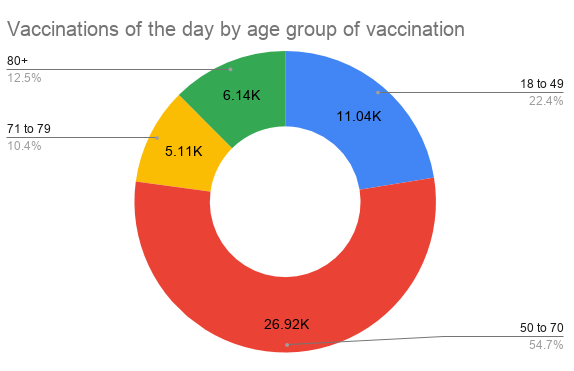 Vaccinations of the day by age group of vaccination
80+
12.5%
18 to 49
22.4%
6.14K
11.04K
71 to 79
10.4%
5.11K
26.92K
50 to 70
54.7%